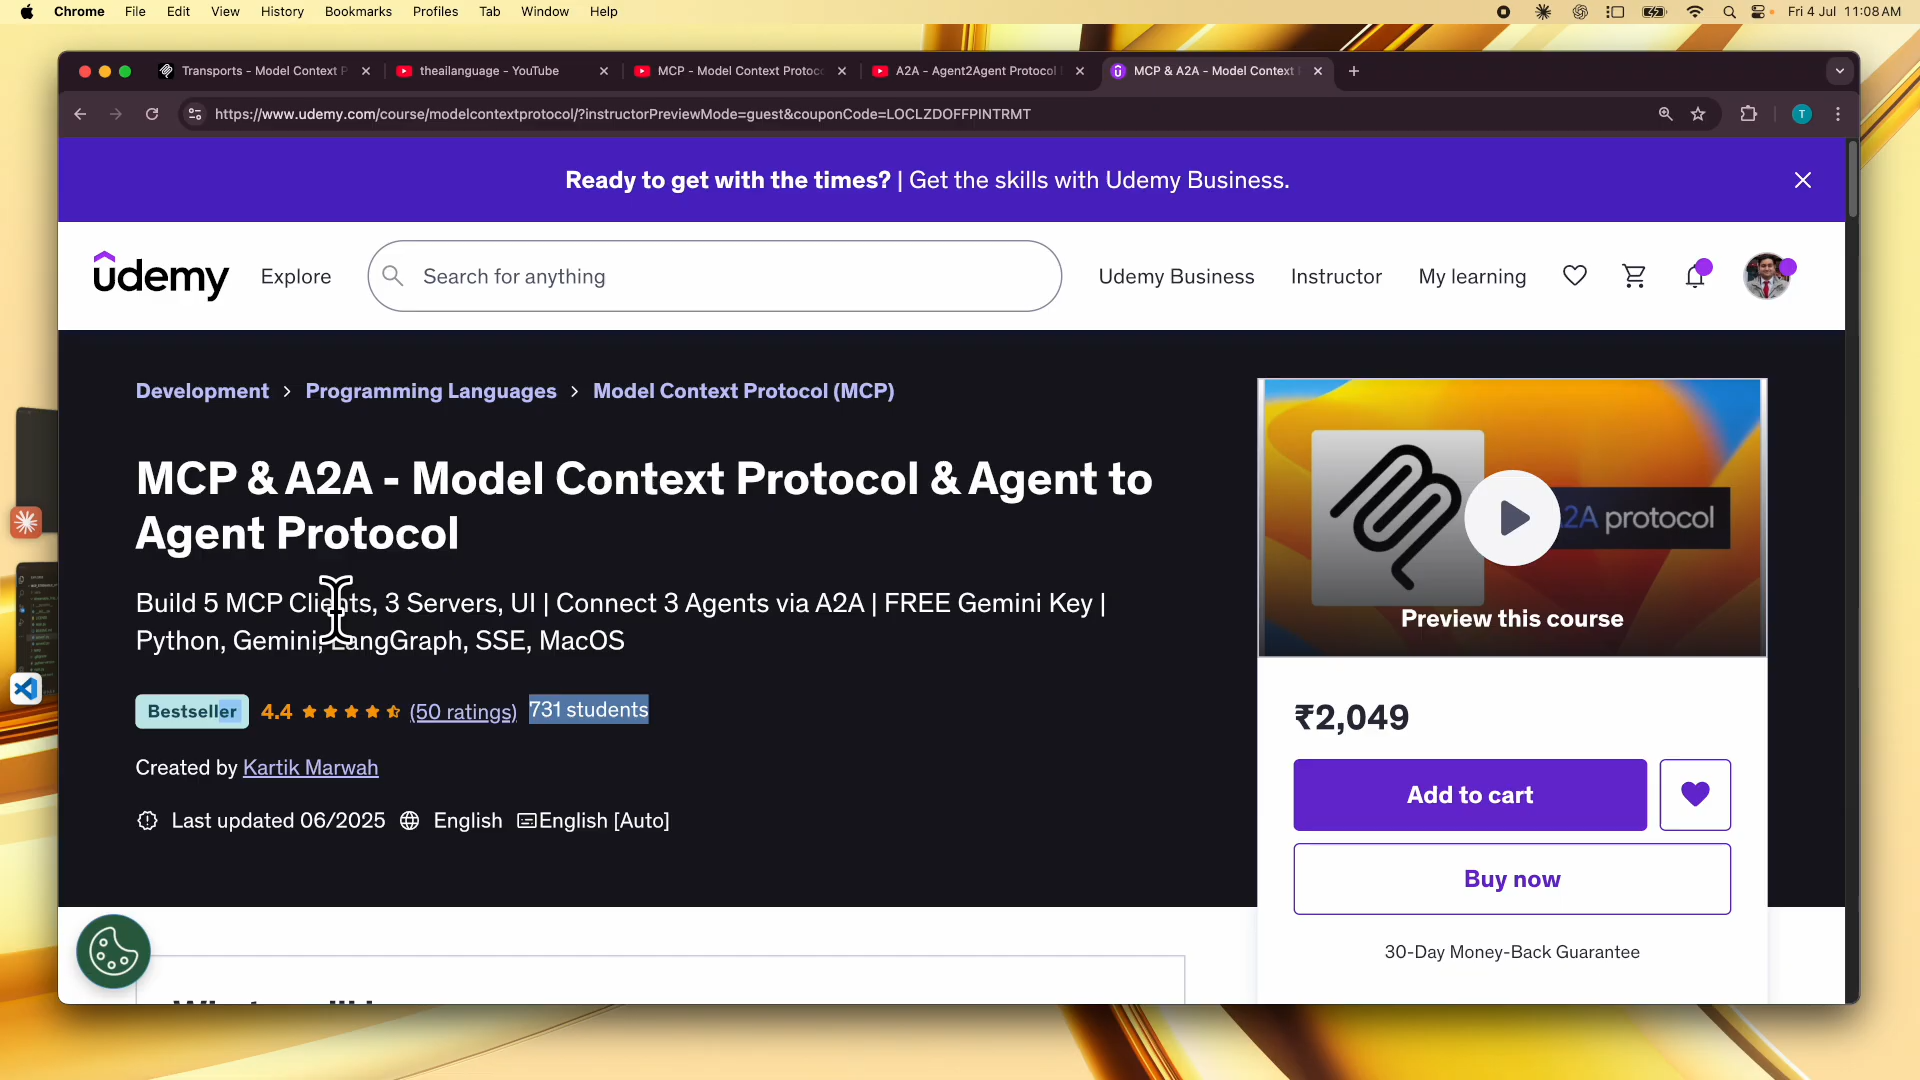 Chrome File Edit View History Bookmarks Profiles Tab Window Help Fri 4 Jul 11:08 AM
Transports - Model Context P theailanguage - YouTube MCP - Model Context Protoc A2A - Agent2Agent Protocol MCP & A2A - Model Context
https://www.udemy.com/course/modelcontextprotocol/?instructorPreviewMode=guest&couponCode=LOCLZDOFFPINTRMT T
Ready to get with the times? | Get the skills with Udemy Business.
udemy Explore Search for anything Udemy Business Instructor My learning
Development > Programming Languages > Model Context Protocol (MCP)
MCP & A2A - Model Context Protocol & Agent to
Agent Protocol
Build 5 MCP Clients, 3 Servers, UI | Connect 3 Agents via A2A | FREE Gemini Key |
Python, Gemini, LangGraph, SSE, MacOS
Bestseller 4.4 (50 ratings) 731 students
Created by Kartik Marwah
Last updated 06/2025 English English [Auto]
2A protocol
Preview this course
₹2,049
Add to cart
Buy now
30-Day Money-Back Guarantee